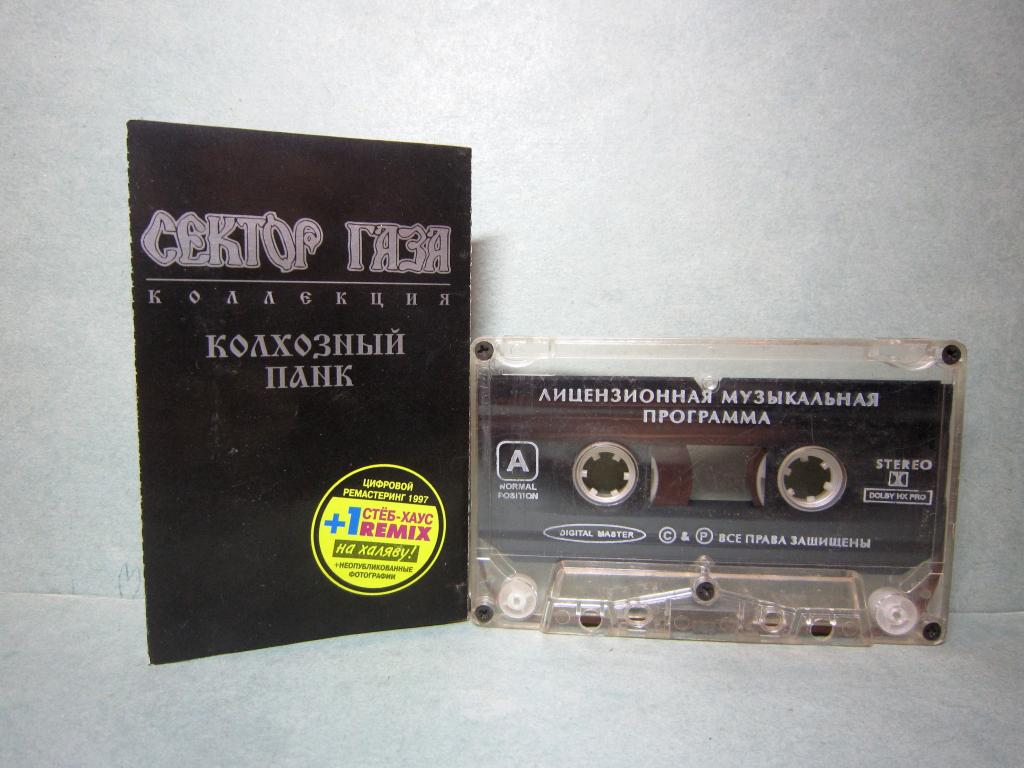 СЕКТОР ГАЗА
КОЛЛЕКЦИЯ
КОЛХОЗНЫЙ
ПАНК
ЦИФРОВОЙ
РЕМАСТЕРИНГ 1997
+1 СТЁБ-ХАУС
REMIX
на халяву!
+НЕОПУБЛИКОВАННЫЕ
ФОТОГРАФИИ
ЛИЦЕНЗИОННАЯ МУЗЫКАЛЬНАЯ
ПРОГРАММА
A
NORMAL
POSITION
STEREO
DOLBY HX PRO
DIGITAL MASTER © & ℗ ВСЕ ПРАВА ЗАЩИЩЕНЫ